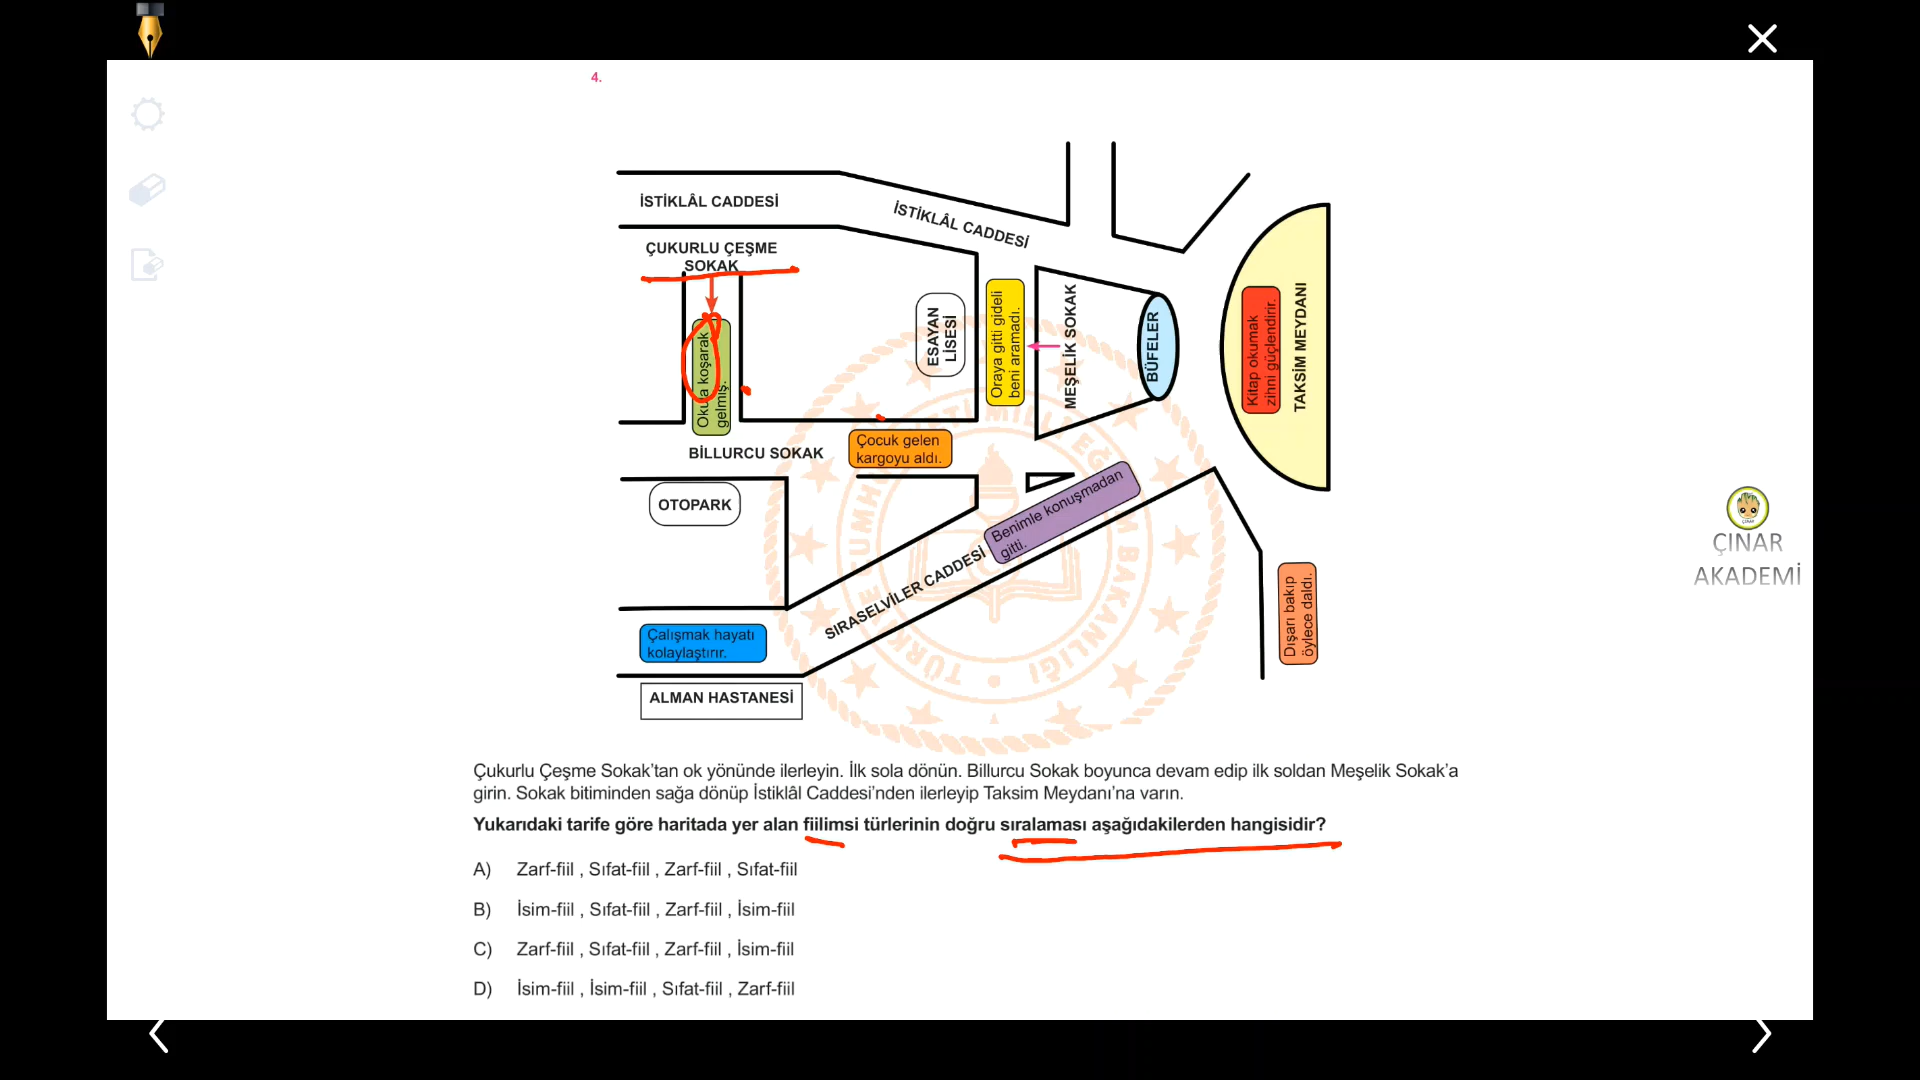 4.
İSTİKLÂL CADDESİ
İSTİKLÂL CADDESİ
ÇUKURLU ÇEŞME
SOKAK
Okula koşarak
gelmiş.
ESAYAN
LİSESİ
Oraya gitti gideli
beni aramadı.
MEŞELİK SOKAK
BÜFELER
Kitap okumak
zihni güçlendirir.
TAKSİM MEYDANI
BİLLURCU SOKAK
Çocuk gelen
kargoyu aldı.
OTOPARK
Benimle konuşmadan
gitti.
SIRASELVİLER CADDESİ
Çalışmak hayatı
kolaylaştırır.
Dışarı bakıp
öylece daldı.
ALMAN HASTANESİ
ÇINAR
AKADEMİ
Çukurlu Çeşme Sokak’tan ok yönünde ilerleyin. İlk sola dönün. Billurcu Sokak boyunca devam edip ilk soldan Meşelik Sokak’a
girin. Sokak bitiminden sağa dönüp İstiklâl Caddesi’nden ilerleyip Taksim Meydanı’na varın.
Yukarıdaki tarife göre haritada yer alan fiilimsi türlerinin doğru sıralaması aşağıdakilerden hangisidir?
A) Zarf-fiil , Sıfat-fiil , Zarf-fiil , Sıfat-fiil
B) İsim-fiil , Sıfat-fiil , Zarf-fiil , İsim-fiil
C) Zarf-fiil , Sıfat-fiil , Zarf-fiil , İsim-fiil
D) İsim-fiil , İsim-fiil , Sıfat-fiil , Zarf-fiil